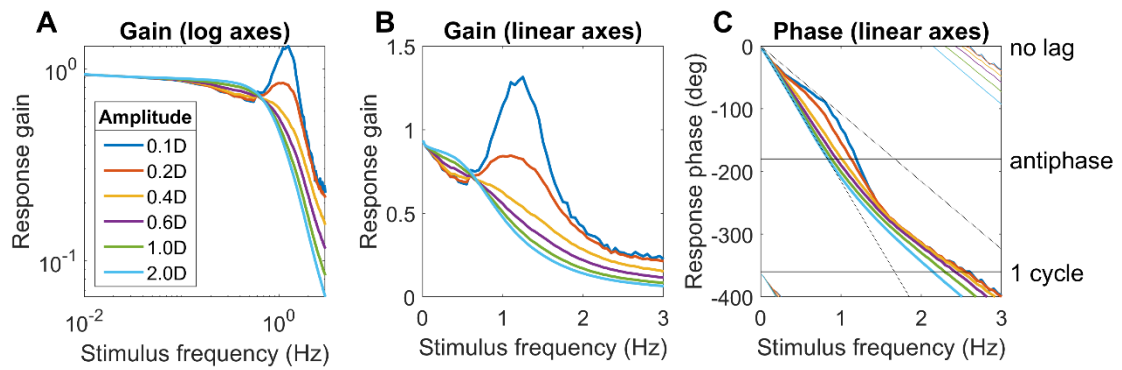 A
Gain (log axes)
Response gain
10^0
10^-1
10^-2
10^0
Stimulus frequency (Hz)
Amplitude
0.1D
0.2D
0.4D
0.6D
1.0D
2.0D
B
Gain (linear axes)
Response gain
1.5
1
0.5
0
0 1 2 3
Stimulus frequency (Hz)
C
Phase (linear axes)
Response phase (deg)
0
-100
-200
-300
-400
0 1 2 3
Stimulus frequency (Hz)
no lag
antiphase
1 cycle